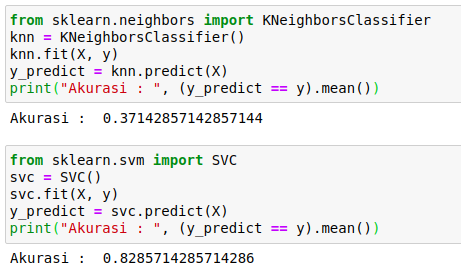 from sklearn.neighbors import KNeighborsClassifier
knn = KNeighborsClassifier()
knn.fit(X, y)
y_predict = knn.predict(X)
print("Akurasi : ", (y_predict == y).mean())
Akurasi :  0.37142857142857144
from sklearn.svm import SVC
svc = SVC()
svc.fit(X, y)
y_predict = svc.predict(X)
print("Akurasi : ", (y_predict == y).mean())
Akurasi :  0.8285714285714286